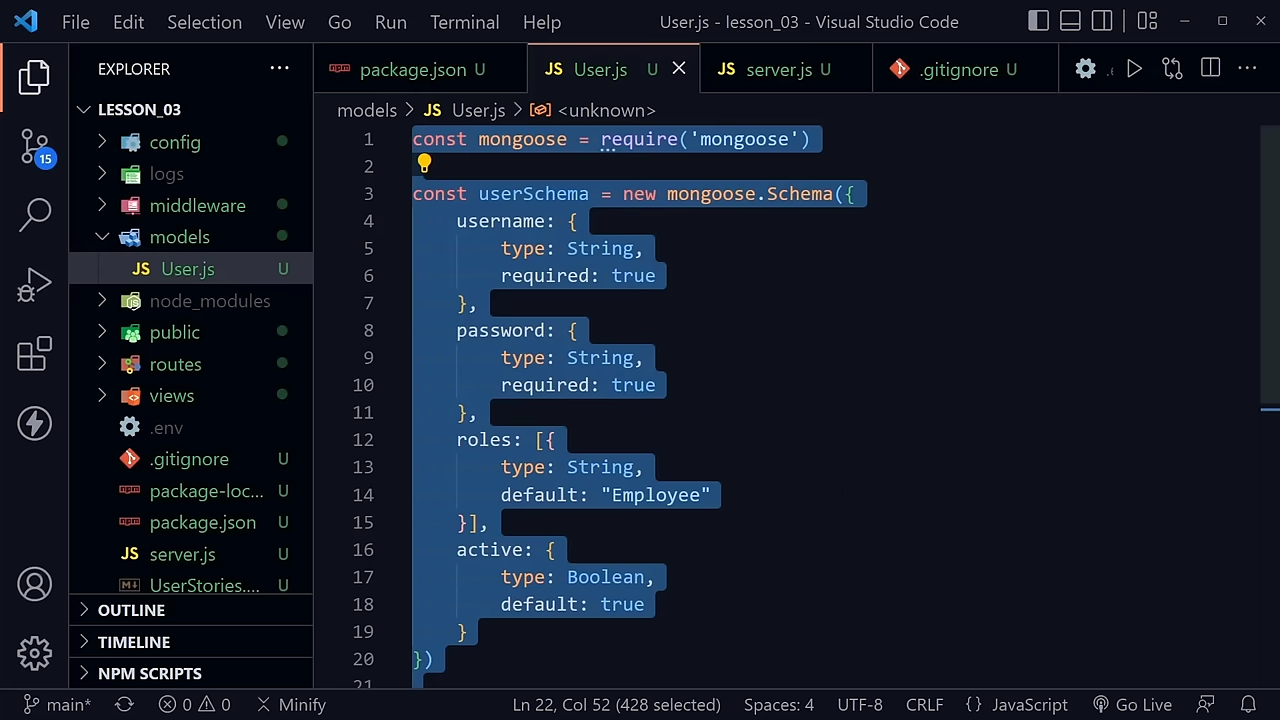 File Edit Selection View Go Run Terminal Help User.js - lesson_03 - Visual Studio Code
EXPLORER
LESSON_03
config
logs
middleware
models
JS User.js U
node_modules
public
routes
views
.env
.gitignore U
package-loc... U
package.json U
JS server.js U
UserStories.... U
OUTLINE
TIMELINE
NPM SCRIPTS
15
package.json U JS User.js U JS server.js U .gitignore U
models > JS User.js > <unknown>
1 const mongoose = require('mongoose')
2
3 const userSchema = new mongoose.Schema({
4 username: {
5 type: String,
6 required: true
7 },
8 password: {
9 type: String,
10 required: true
11 },
12 roles: [{
13 type: String,
14 default: "Employee"
15 }],
16 active: {
17 type: Boolean,
18 default: true
19 }
20 })
21
main* 0 0 Minify Ln 22, Col 52 (428 selected) Spaces: 4 UTF-8 CRLF {} JavaScript Go Live